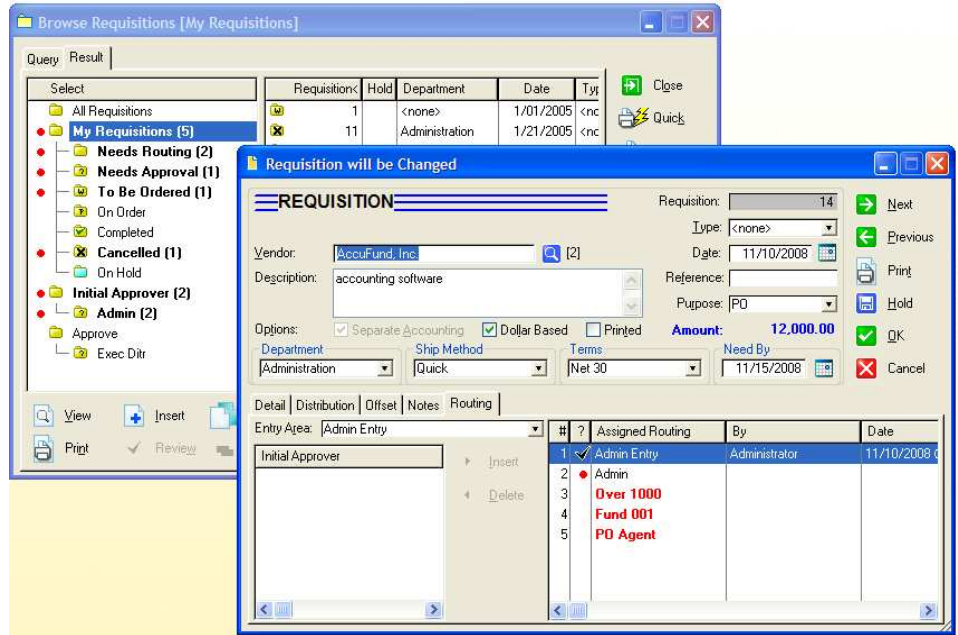 Browse Requisitions [My Requisitions]
Query Result
Select
All Requisitions
My Requisitions (5)
Needs Routing (2)
Needs Approval (1)
To Be Ordered (1)
On Order
Completed
Cancelled (1)
On Hold
Initial Approver (2)
Admin (2)
Approve
Exec Ditr
Requisition< Hold Department Date Typ
1 <none> 1/01/2005 <nc
11 Administration 1/21/2005 <nc
Close
Quick
View Insert
Print Review
Requisition will be Changed
REQUISITION
Requisition: 14
Type: <none>
Vendor: AccuFund, Inc. [2]
Date: 11/10/2008
Description: accounting software
Reference:
Purpose: PO
Options: Separate Accounting Dollar Based Printed
Amount: 12,000.00
Department Ship Method Terms Need By
Administration Quick Net 30 11/15/2008
Next
Previous
Print
Hold
OK
Cancel
Detail Distribution Offset Notes Routing
Entry Area: Admin Entry
Initial Approver
Insert
Delete
# ? Assigned Routing By Date
1 Admin Entry Administrator 11/10/2008
2 Admin
3 Over 1000
4 Fund 001
5 PO Agent